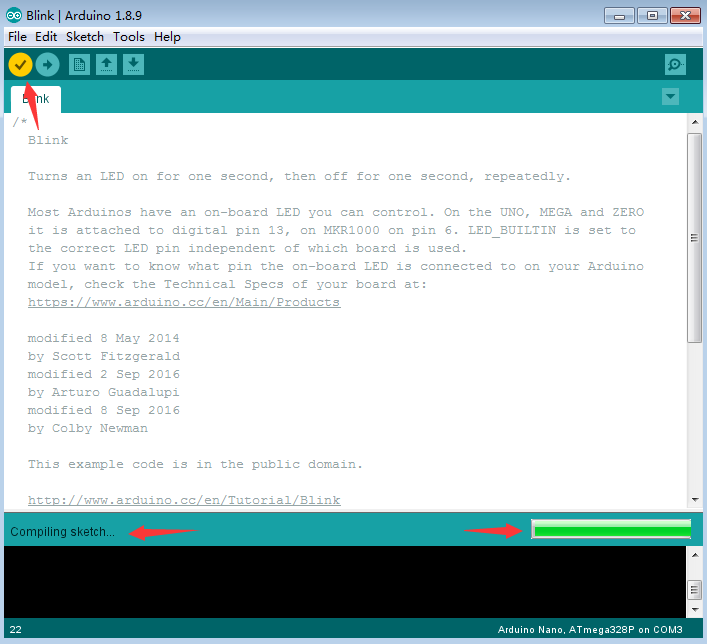 Blink | Arduino 1.8.9
File Edit Sketch Tools Help
Blink
/*
Blink
Turns an LED on for one second, then off for one second, repeatedly.
Most Arduinos have an on-board LED you can control. On the UNO, MEGA and ZERO
it is attached to digital pin 13, on MKR1000 on pin 6. LED_BUILTIN is set to
the correct LED pin independent of which board is used.
If you want to know what pin the on-board LED is connected to on your Arduino
model, check the Technical Specs of your board at:
https://www.arduino.cc/en/Main/Products
modified 8 May 2014
by Scott Fitzgerald
modified 2 Sep 2016
by Arturo Guadalupi
modified 8 Sep 2016
by Colby Newman
This example code is in the public domain.
http://www.arduino.cc/en/Tutorial/Blink
Compiling sketch...
22
Arduino Nano, ATmega328P on COM3